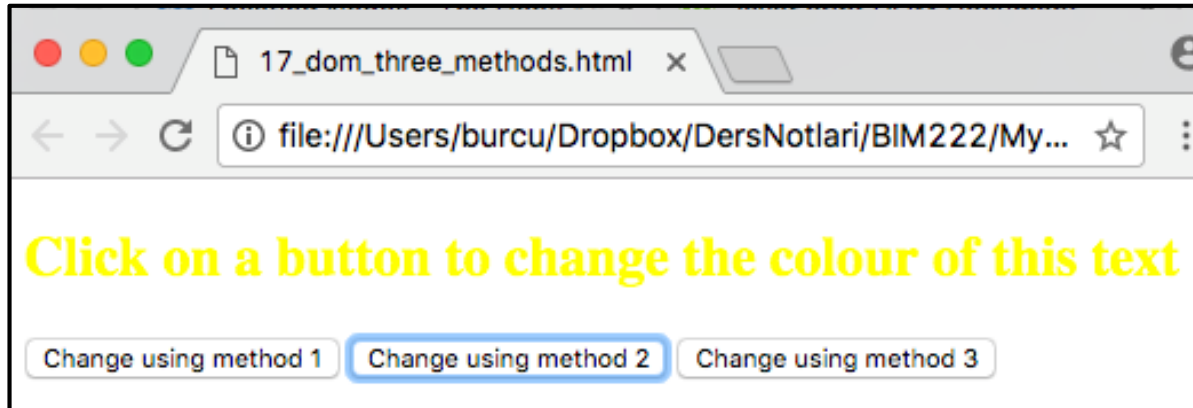 17_dom_three_methods.html
file:///Users/burcu/Dropbox/DersNotlari/BIM222/My...
Click on a button to change the colour of this text
Change using method 1 Change using method 2 Change using method 3